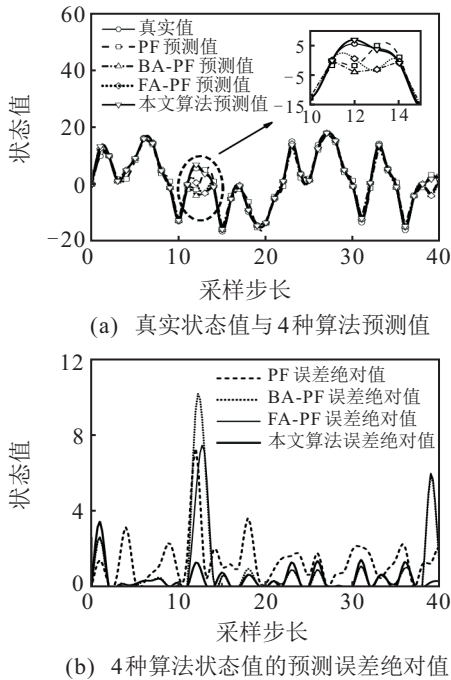 60
40
20
0
−20
状态值
真实值
PF 预测值
BA-PF 预测值
FA-PF 预测值
本文算法预测值
5
−5
−15
10 11 12 13 14
0 10 20 30 40
采样步长
(a) 真实状态值与4种算法预测值
12
8
4
0
状态值
PF 误差绝对值
BA-PF 误差绝对值
FA-PF 误差绝对值
本文算法误差绝对值
0 10 20 30 40
采样步长
(b) 4种算法状态值的预测误差绝对值